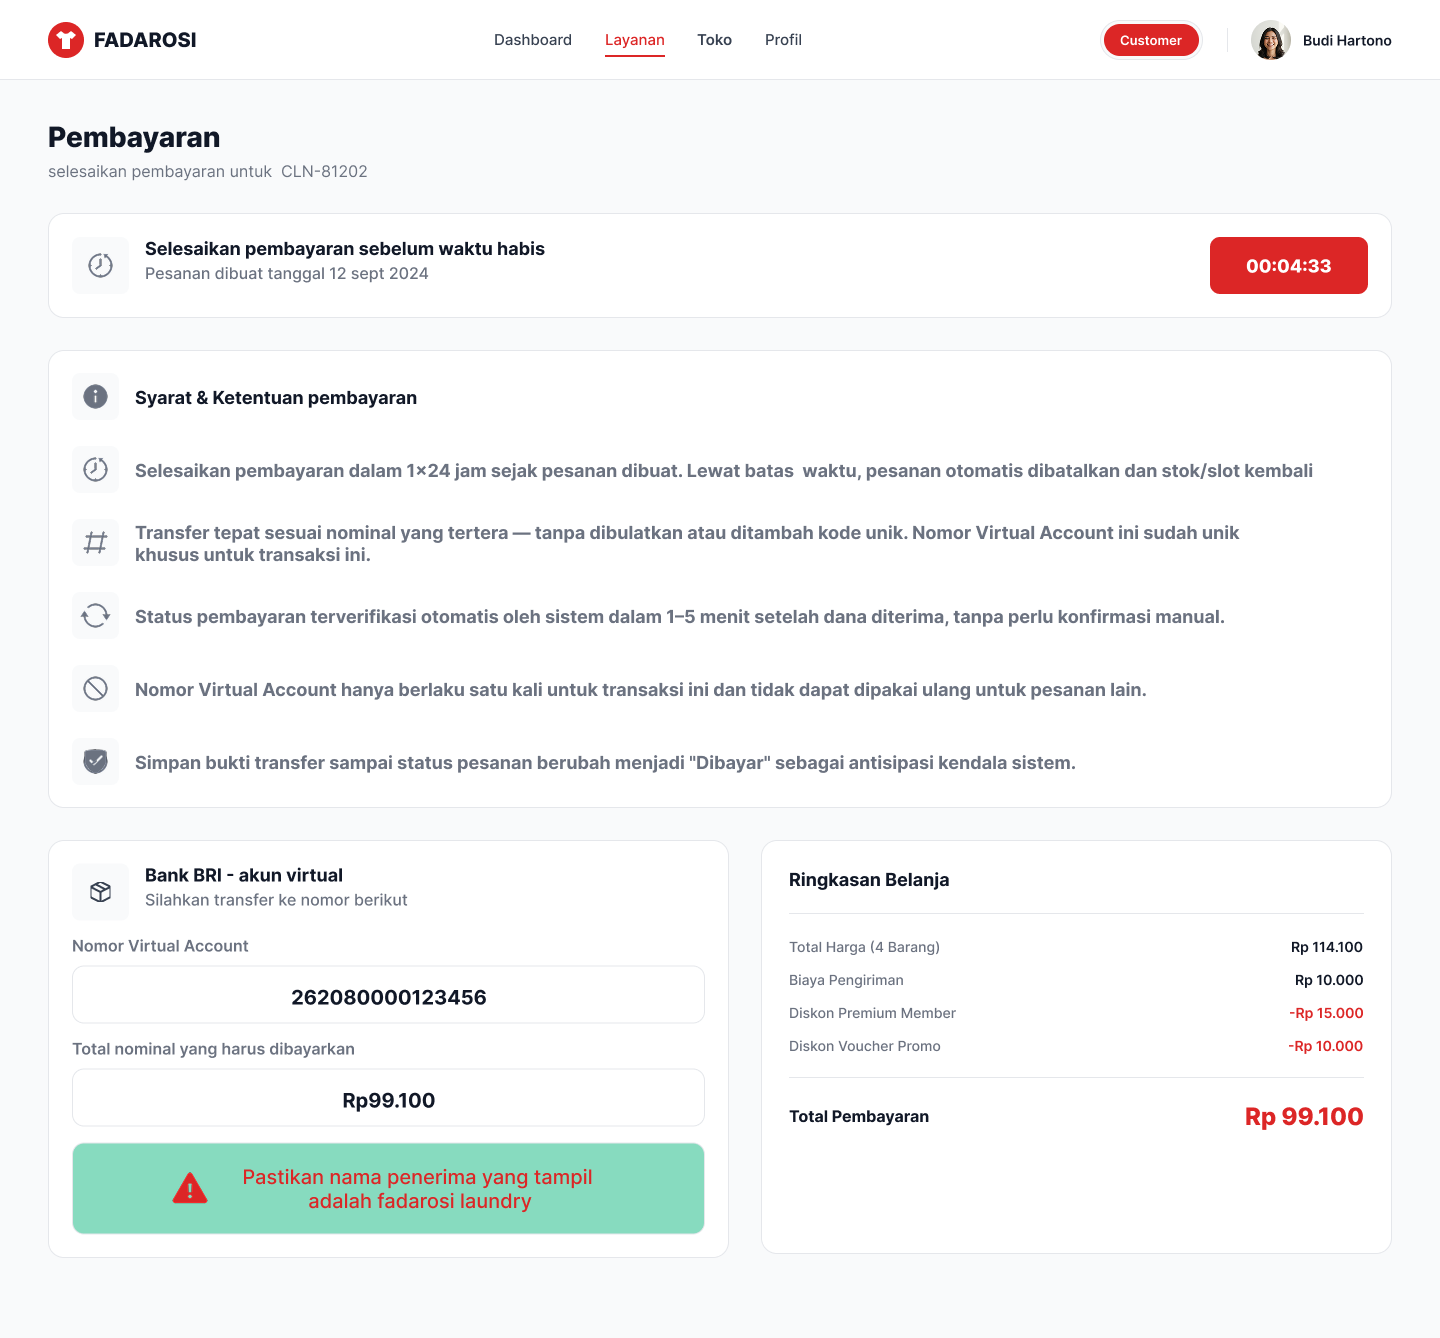 FADAROSI
Dashboard
Layanan
Toko
Profil
Customer
Budi Hartono
Pembayaran
selesaikan pembayaran untuk  CLN-81202
Selesaikan pembayaran sebelum waktu habis
Pesanan dibuat tanggal 12 sept 2024
00:04:33
Syarat & Ketentuan pembayaran
Selesaikan pembayaran dalam 1×24 jam sejak pesanan dibuat. Lewat batas  waktu, pesanan otomatis dibatalkan dan stok/slot kembali
Transfer tepat sesuai nominal yang tertera — tanpa dibulatkan atau ditambah kode unik. Nomor Virtual Account ini sudah unik
khusus untuk transaksi ini.
Status pembayaran terverifikasi otomatis oleh sistem dalam 1–5 menit setelah dana diterima, tanpa perlu konfirmasi manual.
Nomor Virtual Account hanya berlaku satu kali untuk transaksi ini dan tidak dapat dipakai ulang untuk pesanan lain.
Simpan bukti transfer sampai status pesanan berubah menjadi "Dibayar" sebagai antisipasi kendala sistem.
Bank BRI - akun virtual
Silahkan transfer ke nomor berikut
Nomor Virtual Account
262080000123456
Total nominal yang harus dibayarkan
Rp99.100
Pastikan nama penerima yang tampil
adalah fadarosi laundry
Ringkasan Belanja
Total Harga (4 Barang) Rp 114.100
Biaya Pengiriman Rp 10.000
Diskon Premium Member -Rp 15.000
Diskon Voucher Promo -Rp 10.000
Total Pembayaran Rp 99.100